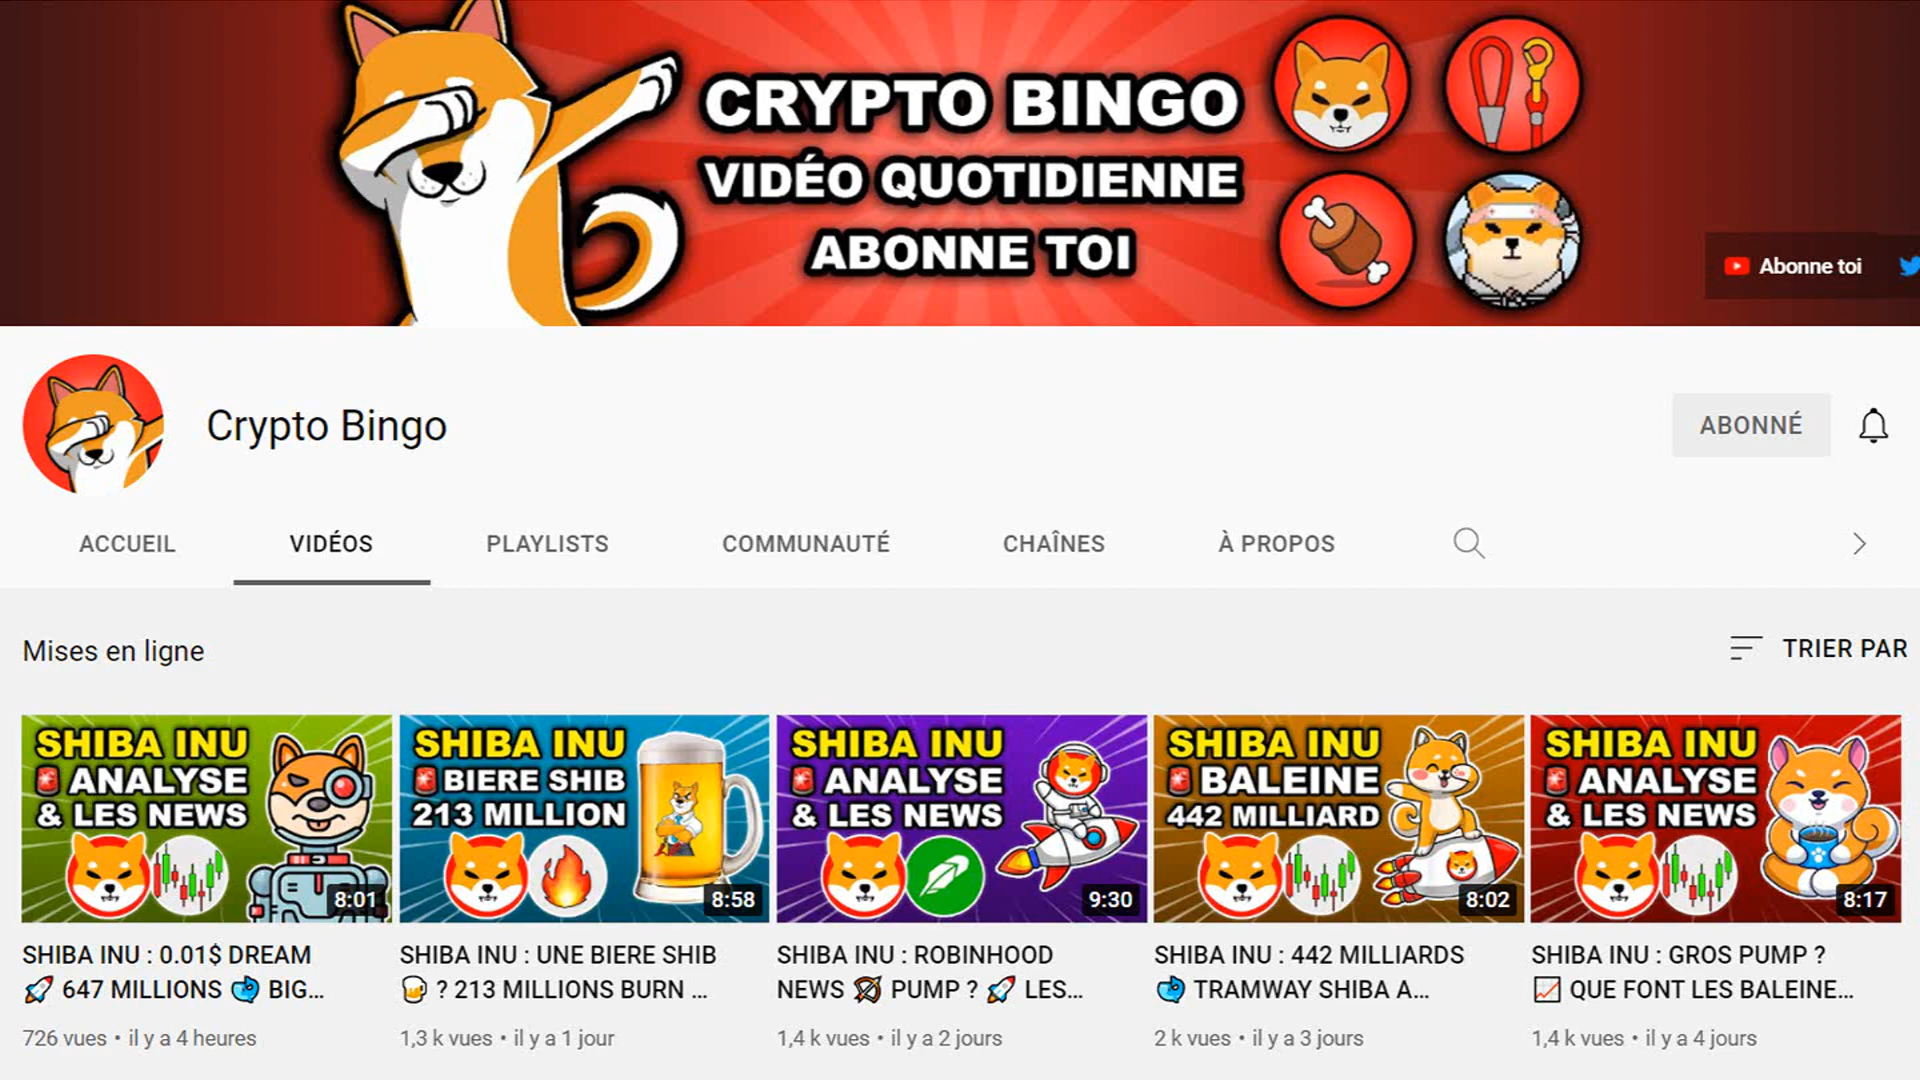 CRYPTO BINGO
VIDÉO QUOTIDIENNE
ABONNE TOI
Abonne toi
Crypto Bingo
ABONNÉ
ACCUEIL
VIDÉOS
PLAYLISTS
COMMUNAUTÉ
CHAÎNES
À PROPOS
Mises en ligne
TRIER PAR
SHIBA INU
🚨ANALYSE
& LES NEWS
8:01
SHIBA INU : 0.01$ DREAM
🚀 647 MILLIONS 🐳 BIG...
726 vues • il y a 4 heures
SHIBA INU
🚨BIERE SHIB
213 MILLION
8:58
SHIBA INU : UNE BIERE SHIB
🍺 ? 213 MILLIONS BURN ...
1,3 k vues • il y a 1 jour
SHIBA INU
🚨ANALYSE
& LES NEWS
9:30
SHIBA INU : ROBINHOOD
NEWS 🏹 PUMP ? 🚀 LES...
1,4 k vues • il y a 2 jours
SHIBA INU
🚨BALEINE
442 MILLIARD
8:02
SHIBA INU : 442 MILLIARDS
🐳 TRAMWAY SHIBA A...
2 k vues • il y a 3 jours
SHIBA INU
🚨ANALYSE
& LES NEWS
8:17
SHIBA INU : GROS PUMP ?
📈 QUE FONT LES BALEINE...
1,4 k vues • il y a 4 jours